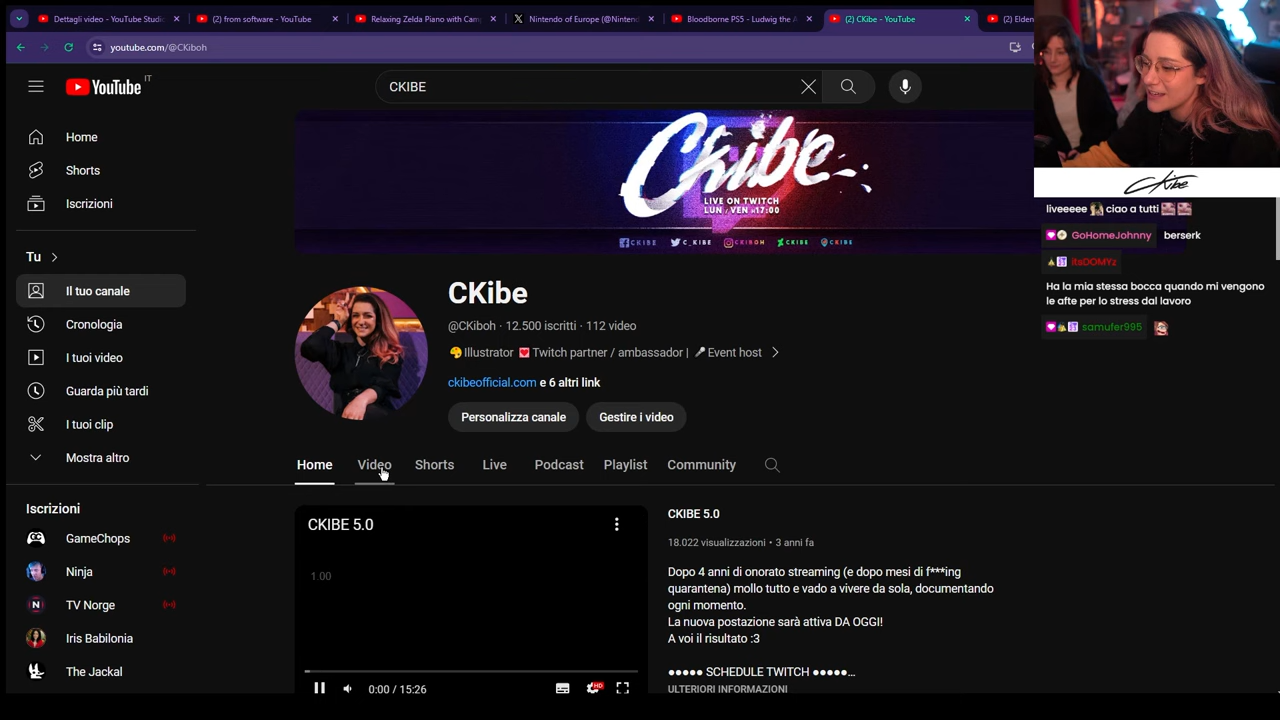 Dettagli video - YouTube Studio
(2) from software - YouTube
Relaxing Zelda Piano with Camp
Nintendo of Europe (@Ninten
Bloodborne PS5 - Ludwig the A
(2) CKibe - YouTube
(2) Elden
youtube.com/@CKiboh
YouTube IT
CKIBE
Home
Shorts
Iscrizioni
Tu
Il tuo canale
Cronologia
I tuoi video
Guarda più tardi
I tuoi clip
Mostra altro
Iscrizioni
GameChops
Ninja
TV Norge
Iris Babilonia
The Jackal
Ckibe
LIVE ON TWITCH
LUN / VEN H17:00
CKIBE C_KIBE CKIBOH CKIBE CKIBE
CKibe
@CKiboh · 12.500 iscritti · 112 video
Illustrator Twitch partner / ambassador | Event host
ckibeofficial.com e 6 altri link
Personalizza canale
Gestire i video
Home Video Shorts Live Podcast Playlist Community
CKIBE 5.0
1.00
0:00 / 15:26
HD
CKIBE 5.0
18.022 visualizzazioni • 3 anni fa
Dopo 4 anni di onorato streaming (e dopo mesi di f***ing
quarantena) mollo tutto e vado a vivere da sola, documentando
ogni momento.
La nuova postazione sarà attiva DA OGGI!
A voi il risultato :3
●●●●● SCHEDULE TWITCH ●●●●●...
ULTERIORI INFORMAZIONI
Ckibe
liveeeee ciao a tutti
GoHomeJohnny berserk
itsDOMYz
Ha la mia stessa bocca quando mi vengono
le afte per lo stress dal lavoro
samufer995